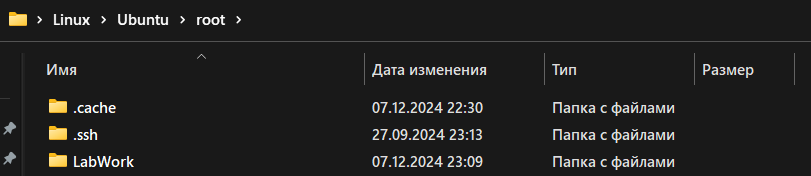 Linux > Ubuntu > root >
Имя Дата изменения Тип Размер
.cache 07.12.2024 22:30 Папка с файлами
.ssh 27.09.2024 23:13 Папка с файлами
LabWork 07.12.2024 23:09 Папка с файлами